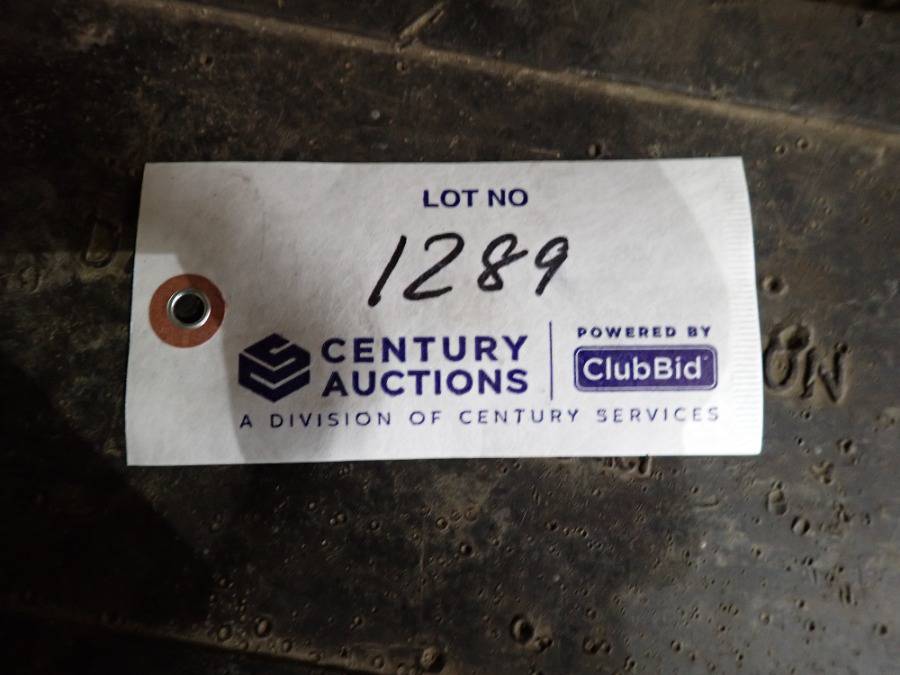 LOT NO
1289
CENTURY
AUCTIONS
POWERED BY
ClubBid
A DIVISION OF CENTURY SERVICES